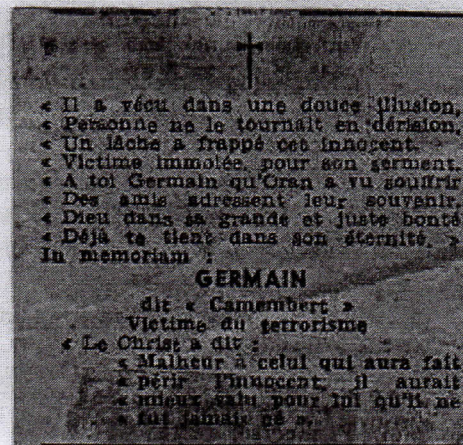 « Il a vécu dans une douce illusion,
« Personne ne le tournait en dérision,
« Un lâche a frappé cet innocent.
« Victime immolée, pour son serment.
« A toi Germain qu'Oran a vu souffrir
« Des amis adressent leur souvenir.
« Dieu dans sa grande et juste bonté
« Déjà te tient dans son éternité. »
In memoriam :
GERMAIN
dit « Camembert »
Victime du terrorisme
« Le Christ a dit :
« Malheur à celui qui aura fait
« périr l'innocent, il aurait
« mieux valu pour lui qu'il ne
« fut jamais né ».